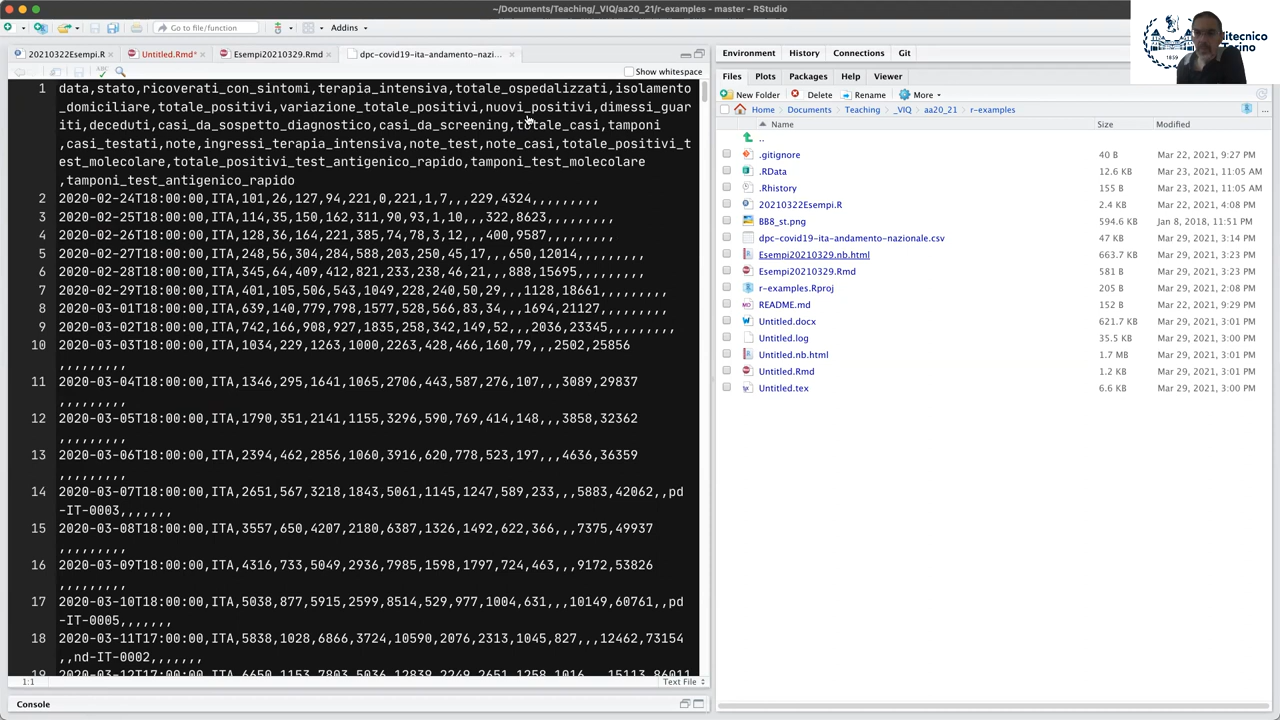 ~/Documents/Teaching/_VIQ/aa20_21/r-examples - master - RStudio
Go to file/function
Addins
20210322Esempi.R
Untitled.Rmd*
Esempi20210329.Rmd
dpc-covid19-ita-andamento-nazi...
Show whitespace
1 data,stato,ricoverati_con_sintomi,terapia_intensiva,totale_ospedalizzati,isolamento
_domiciliare,totale_positivi,variazione_totale_positivi,nuovi_positivi,dimessi_guar
iti,deceduti,casi_da_sospetto_diagnostico,casi_da_screening,totale_casi,tamponi
,casi_testati,note,ingressi_terapia_intensiva,note_test,note_casi,totale_positivi_t
est_molecolare,totale_positivi_test_antigenico_rapido,tamponi_test_molecolare
,tamponi_test_antigenico_rapido
2 2020-02-24T18:00:00,ITA,101,26,127,94,221,0,221,1,7,,,229,4324,,,,,,,,,
3 2020-02-25T18:00:00,ITA,114,35,150,162,311,90,93,1,10,,,322,8623,,,,,,,,,
4 2020-02-26T18:00:00,ITA,128,36,164,221,385,74,78,3,12,,,400,9587,,,,,,,,,
5 2020-02-27T18:00:00,ITA,248,56,304,284,588,203,250,45,17,,,650,12014,,,,,,,,,
6 2020-02-28T18:00:00,ITA,345,64,409,412,821,233,238,46,21,,,888,15695,,,,,,,,,
7 2020-02-29T18:00:00,ITA,401,105,506,543,1049,228,240,50,29,,,1128,18661,,,,,,,,,
8 2020-03-01T18:00:00,ITA,639,140,779,798,1577,528,566,83,34,,,1694,21127,,,,,,,,,
9 2020-03-02T18:00:00,ITA,742,166,908,927,1835,258,342,149,52,,,2036,23345,,,,,,,,,
10 2020-03-03T18:00:00,ITA,1034,229,1263,1000,2263,428,466,160,79,,,2502,25856
,,,,,,,,,
11 2020-03-04T18:00:00,ITA,1346,295,1641,1065,2706,443,587,276,107,,,3089,29837
,,,,,,,,,
12 2020-03-05T18:00:00,ITA,1790,351,2141,1155,3296,590,769,414,148,,,3858,32362
,,,,,,,,,
13 2020-03-06T18:00:00,ITA,2394,462,2856,1060,3916,620,778,523,197,,,4636,36359
,,,,,,,,,
14 2020-03-07T18:00:00,ITA,2651,567,3218,1843,5061,1145,1247,589,233,,,5883,42062,,pd
-IT-0003,,,,,,,
15 2020-03-08T18:00:00,ITA,3557,650,4207,2180,6387,1326,1492,622,366,,,7375,49937
,,,,,,,,,
16 2020-03-09T18:00:00,ITA,4316,733,5049,2936,7985,1598,1797,724,463,,,9172,53826
,,,,,,,,,
17 2020-03-10T18:00:00,ITA,5038,877,5915,2599,8514,529,977,1004,631,,,10149,60761,,pd
-IT-0005,,,,,,,
18 2020-03-11T17:00:00,ITA,5838,1028,6866,3724,10590,2076,2313,1045,827,,,12462,73154
,,nd-IT-0002,,,,,,,
19 2020-03-12T17:00:00,ITA,6650,1153,7803,5036,12839,2249,2651,1258,1016,,,15113,86011
1:1
Text File
Console
Environment History Connections Git
Files Plots Packages Help Viewer
New Folder Delete Rename More
Home Documents Teaching _VIQ aa20_21 r-examples ...
Name Size Modified
..
.gitignore 40 B Mar 22, 2021, 9:27 PM
.RData 12.6 KB Mar 23, 2021, 11:05 AM
.Rhistory 155 B Mar 23, 2021, 11:05 AM
20210322Esempi.R 2.4 KB Mar 22, 2021, 4:08 PM
BB8_st.png 594.6 KB Jan 8, 2018, 11:51 PM
dpc-covid19-ita-andamento-nazionale.csv 47 KB Mar 29, 2021, 3:14 PM
Esempi20210329.nb.html 663.7 KB Mar 29, 2021, 3:23 PM
Esempi20210329.Rmd 581 B Mar 29, 2021, 3:23 PM
r-examples.Rproj 205 B Mar 29, 2021, 2:08 PM
README.md 152 B Mar 22, 2021, 9:29 PM
Untitled.docx 621.7 KB Mar 29, 2021, 3:01 PM
Untitled.log 35.5 KB Mar 29, 2021, 3:00 PM
Untitled.nb.html 1.7 MB Mar 29, 2021, 3:01 PM
Untitled.Rmd 1.2 KB Mar 29, 2021, 3:01 PM
Untitled.tex 6.6 KB Mar 29, 2021, 3:00 PM
1859